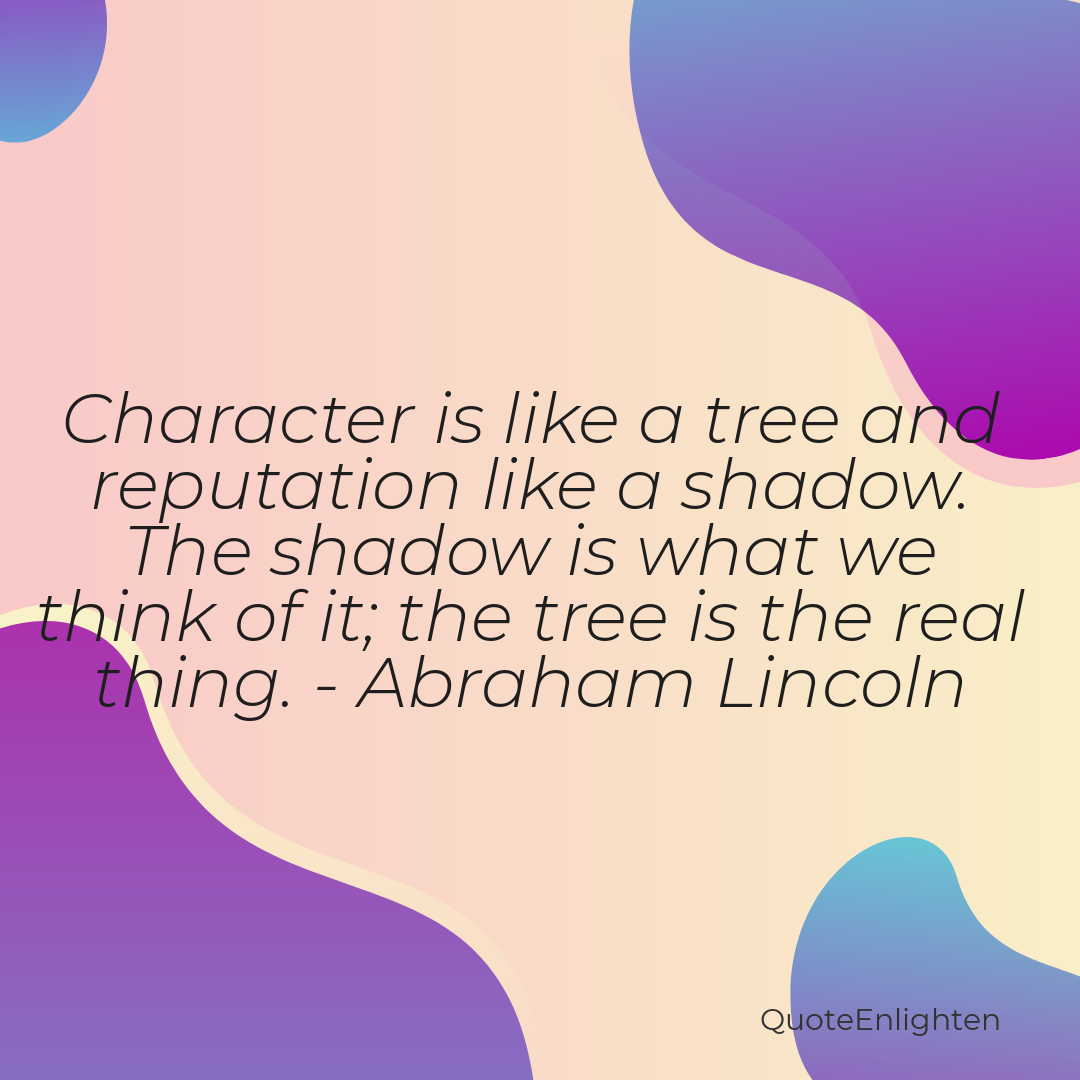 Character is like a tree and
reputation like a shadow.
The shadow is what we
think of it; the tree is the real
thing. - Abraham Lincoln
QuoteEnlighten